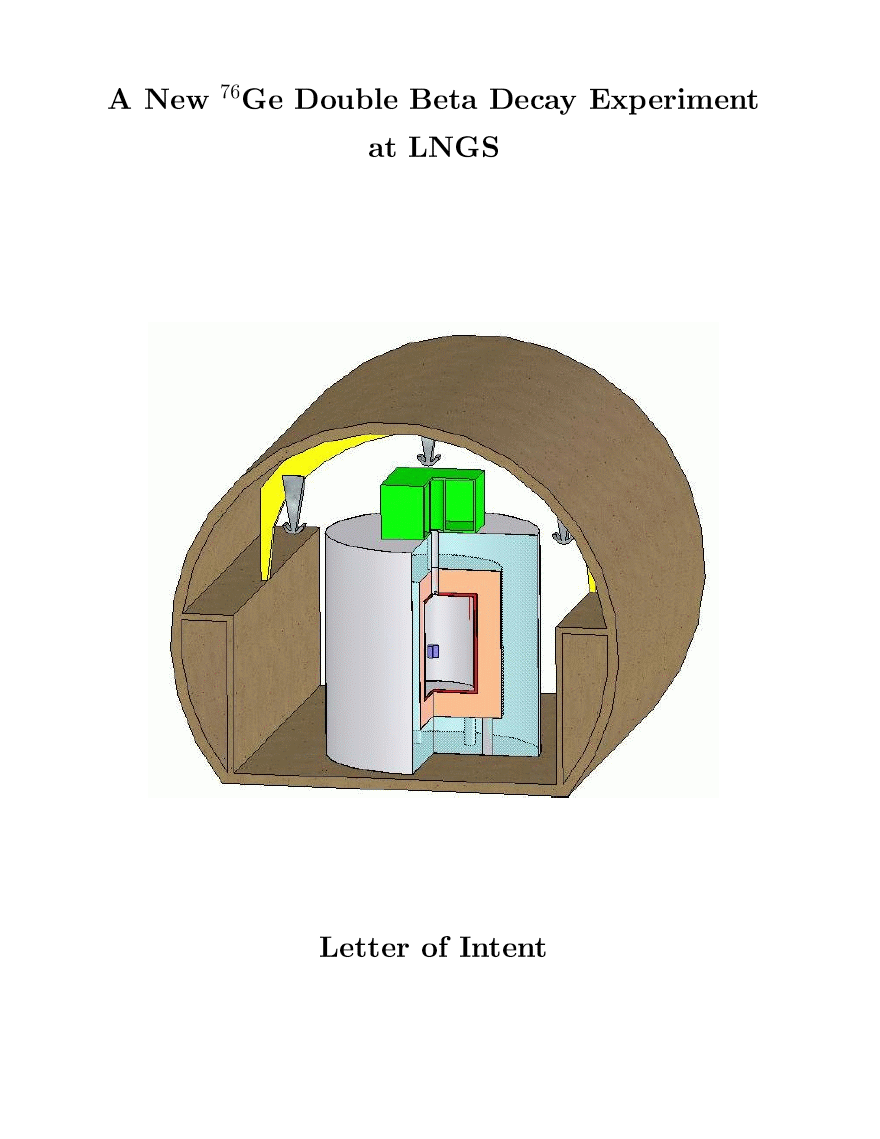 A New ⁷⁶Ge Double Beta Decay Experiment
at LNGS
Letter of Intent